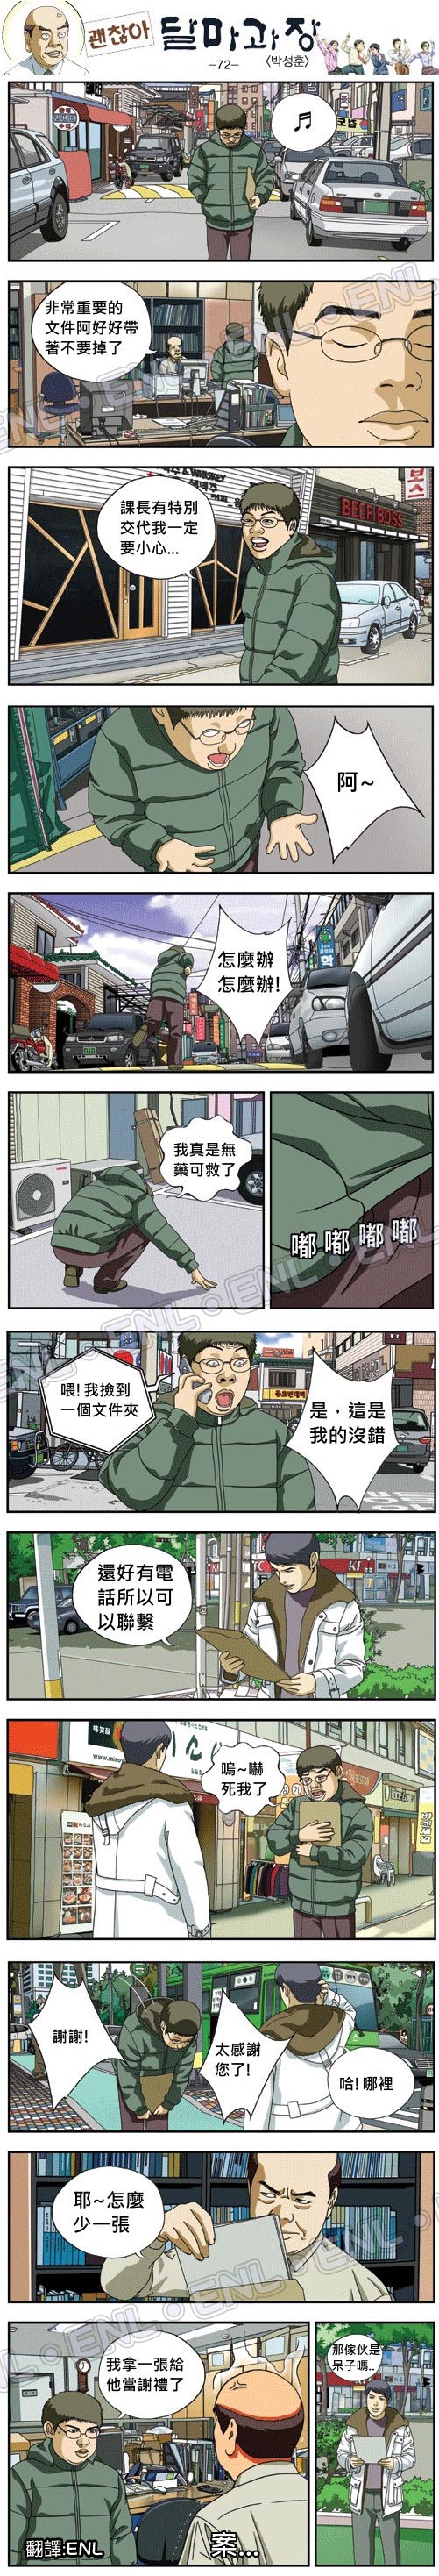 괜찮아
달마과장
-72-
<박성훈>
非常重要的
文件阿好好帶
著不要掉了
& WHISKEY
BEER BOSS
보스
課長有特別
交代我一定
要小心...
阿~
怎麼辦
怎麼辦!
학
我真是無
藥可救了
嘟嘟嘟嘟
喂!我撿到
一個文件夾
是，這是
我的沒錯
還好有電
話所以可
以聯繫
嗚~嚇
死我了
謝謝!
太感謝
您了!
哈!哪裡
耶~怎麼
少一張
我拿一張給
他當謝禮了
案...
翻譯:ENL
那傢伙是
呆子嗎..
ENL